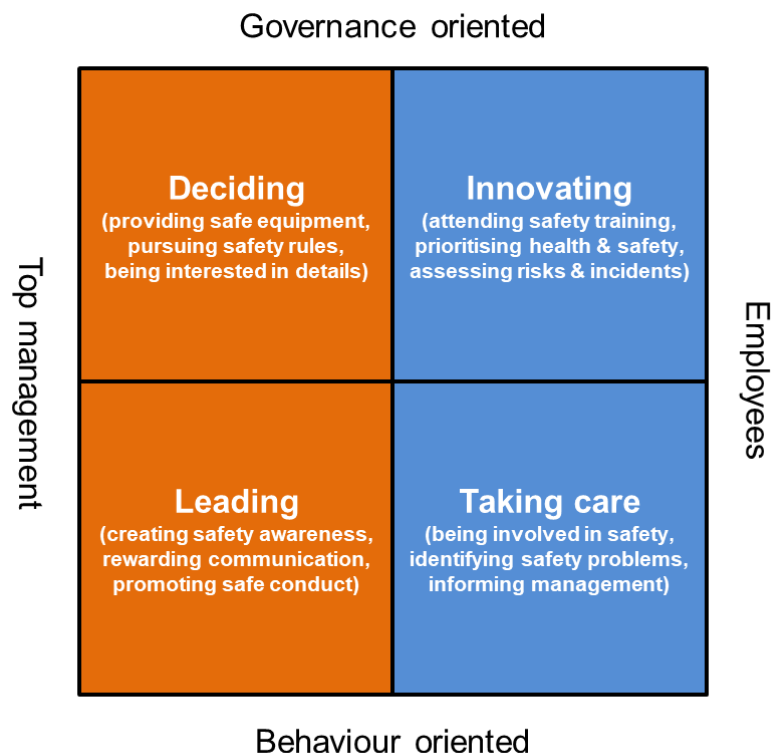 Governance oriented
Deciding
(providing safe equipment,
pursuing safety rules,
being interested in details)
Innovating
(attending safety training,
prioritising health & safety,
assessing risks & incidents)
Top management
Employees
Leading
(creating safety awareness,
rewarding communication,
promoting safe conduct)
Taking care
(being involved in safety,
identifying safety problems,
informing management)
Behaviour oriented